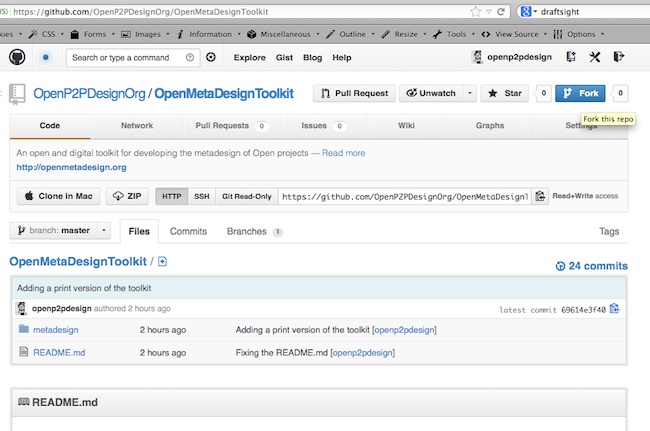 https://github.com/OpenP2PDesignOrg/OpenMetaDesignToolkit
draftsight
CSS Forms Images Information Miscellaneous Outline Resize Tools View Source Options
Search or type a command
Explore Gist Blog Help
openp2pdesign
OpenP2PDesignOrg / OpenMetaDesignToolkit
Pull Request Unwatch Star 0 Fork 0
Fork this repo
Code Network Pull Requests 0 Issues 0 Wiki Graphs Settings
An open and digital toolkit for developing the metadesign of Open projects — Read more
http://openmetadesign.org
Clone in Mac ZIP HTTP SSH Git Read-Only https://github.com/OpenP2PDesignOrg/OpenMetaDesignT Read+Write access
branch: master Files Commits Branches 1 Tags
OpenMetaDesignToolkit /
24 commits
Adding a print version of the toolkit
openp2pdesign authored 2 hours ago
latest commit 69614e3f40
metadesign 2 hours ago Adding a print version of the toolkit [openp2pdesign]
README.md 2 hours ago Fixing the README.md [openp2pdesign]
README.md